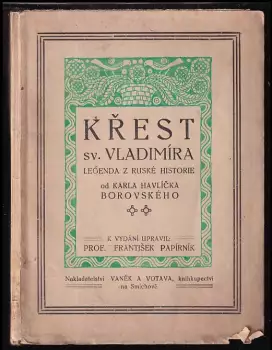 KŘEST
sv. VLADIMÍRA
LEGENDA Z RUSKÉ HISTORIE
od KARLA HAVLÍČKA
BOROVSKÉHO
K VYDÁNÍ UPRAVIL:
PROF. FRANTIŠEK PAPÍRNÍK
Nakladatelství VANĚK A VOTAVA, knihkupectví
na Smíchově